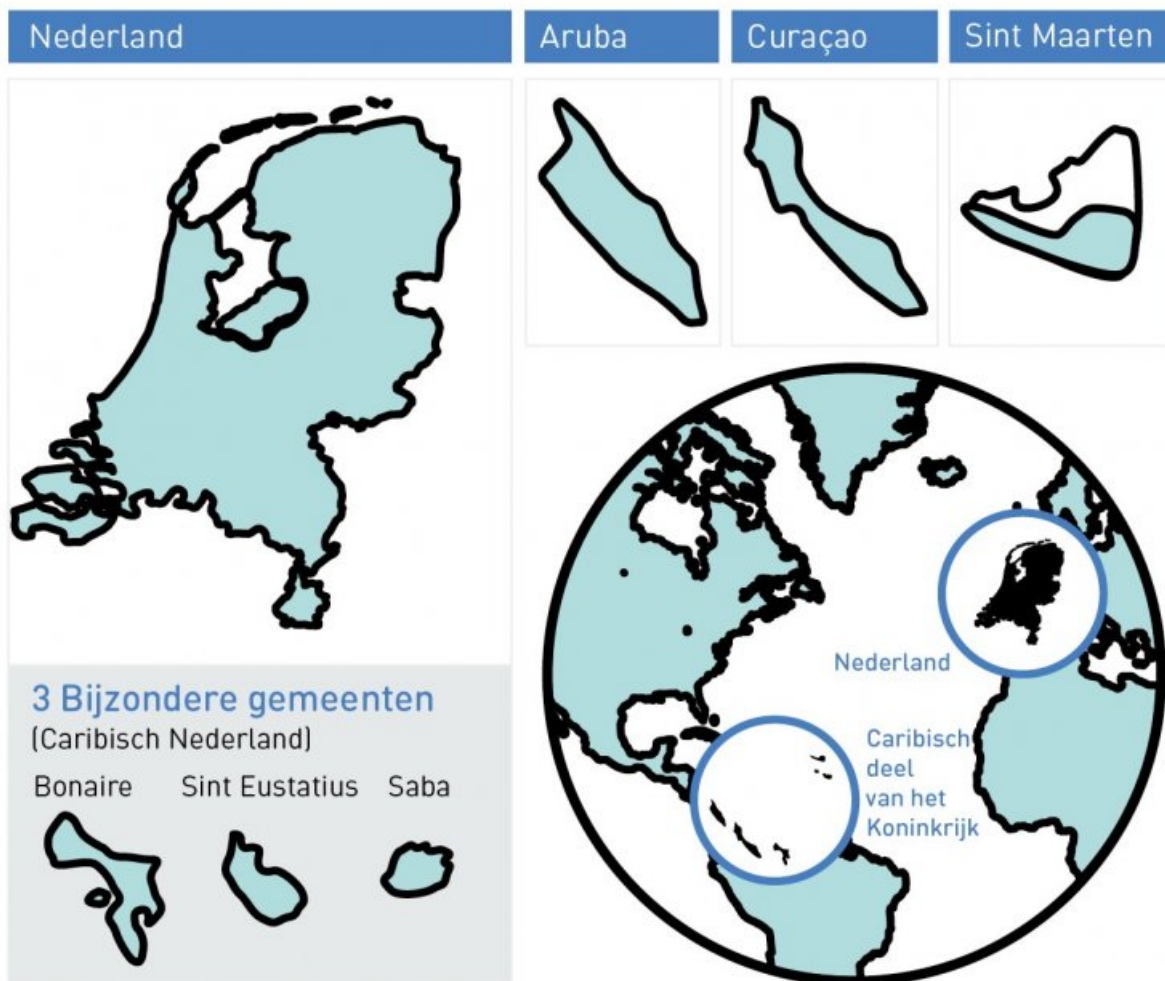 Nederland
Aruba
Curaçao
Sint Maarten
3 Bijzondere gemeenten
(Caribisch Nederland)
Bonaire
Sint Eustatius
Saba
Nederland
Caribisch
deel
van het
Koninkrijk